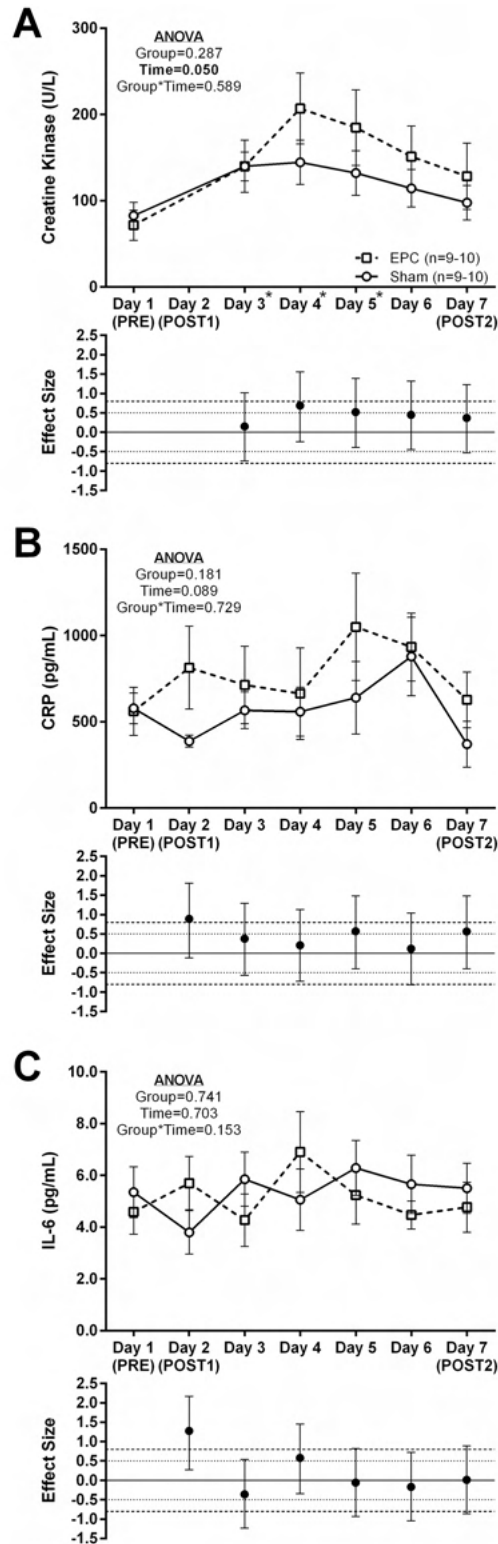 A
ANOVA
Group=0.287
Time=0.050
Group*Time=0.589
Creatine Kinase (U/L)
300
200
100
0
EPC (n=9-10)
Sham (n=9-10)
Day 1 Day 2 Day 3* Day 4* Day 5* Day 6 Day 7
(PRE) (POST1) (POST2)
Effect Size
2.5
2.0
1.5
1.0
0.5
0.0
-0.5
-1.0
-1.5
B
ANOVA
Group=0.181
Time=0.089
Group*Time=0.729
CRP (pg/mL)
1500
1000
500
0
Day 1 Day 2 Day 3 Day 4 Day 5 Day 6 Day 7
(PRE) (POST1) (POST2)
Effect Size
2.5
2.0
1.5
1.0
0.5
0.0
-0.5
-1.0
-1.5
C
ANOVA
Group=0.741
Time=0.703
Group*Time=0.153
IL-6 (pg/mL)
10.0
8.0
6.0
4.0
2.0
0.0
Day 1 Day 2 Day 3 Day 4 Day 5 Day 6 Day 7
(PRE) (POST1) (POST2)
Effect Size
2.5
2.0
1.5
1.0
0.5
0.0
-0.5
-1.0
-1.5